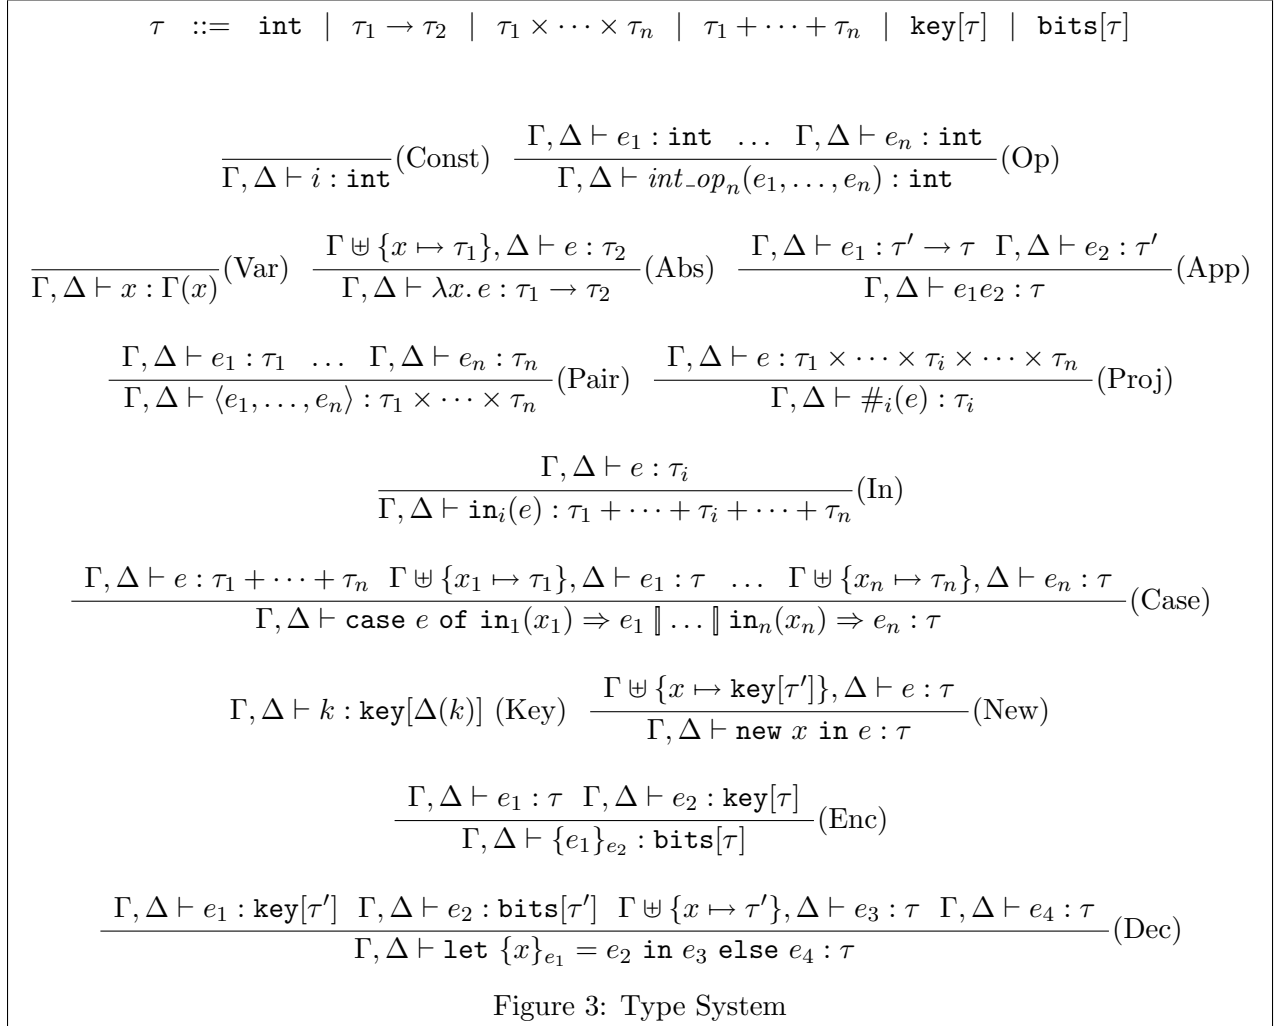 τ ::= int | τ₁ → τ₂ | τ₁ × ⋯ × τₙ | τ₁ + ⋯ + τₙ | key[τ] | bits[τ]
Γ, Δ ⊢ e₁ : int … Γ, Δ ⊢ eₙ : int
Γ, Δ ⊢ i : int (Const) Γ, Δ ⊢ int_opₙ(e₁, …, eₙ) : int (Op)
Γ ⊎ {x ↦ τ₁}, Δ ⊢ e : τ₂ Γ, Δ ⊢ e₁ : τ′ → τ Γ, Δ ⊢ e₂ : τ′
Γ, Δ ⊢ x : Γ(x) (Var) Γ, Δ ⊢ λx. e : τ₁ → τ₂ (Abs) Γ, Δ ⊢ e₁e₂ : τ (App)
Γ, Δ ⊢ e₁ : τ₁ … Γ, Δ ⊢ eₙ : τₙ Γ, Δ ⊢ e : τ₁ × ⋯ × τᵢ × ⋯ × τₙ
Γ, Δ ⊢ ⟨e₁, …, eₙ⟩ : τ₁ × ⋯ × τₙ (Pair) Γ, Δ ⊢ #ᵢ(e) : τᵢ (Proj)
Γ, Δ ⊢ e : τᵢ
Γ, Δ ⊢ inᵢ(e) : τ₁ + ⋯ + τᵢ + ⋯ + τₙ (In)
Γ, Δ ⊢ e : τ₁ + ⋯ + τₙ Γ ⊎ {x₁ ↦ τ₁}, Δ ⊢ e₁ : τ … Γ ⊎ {xₙ ↦ τₙ}, Δ ⊢ eₙ : τ
Γ, Δ ⊢ case e of in₁(x₁) ⇒ e₁ ⫿ … ⫿ inₙ(xₙ) ⇒ eₙ : τ (Case)
Γ ⊎ {x ↦ key[τ′]}, Δ ⊢ e : τ
Γ, Δ ⊢ k : key[Δ(k)] (Key) Γ, Δ ⊢ new x in e : τ (New)
Γ, Δ ⊢ e₁ : τ Γ, Δ ⊢ e₂ : key[τ]
Γ, Δ ⊢ {e₁}ₑ₂ : bits[τ] (Enc)
Γ, Δ ⊢ e₁ : key[τ′] Γ, Δ ⊢ e₂ : bits[τ′] Γ ⊎ {x ↦ τ′}, Δ ⊢ e₃ : τ Γ, Δ ⊢ e₄ : τ
Γ, Δ ⊢ let {x}ₑ₁ = e₂ in e₃ else e₄ : τ (Dec)
Figure 3: Type System